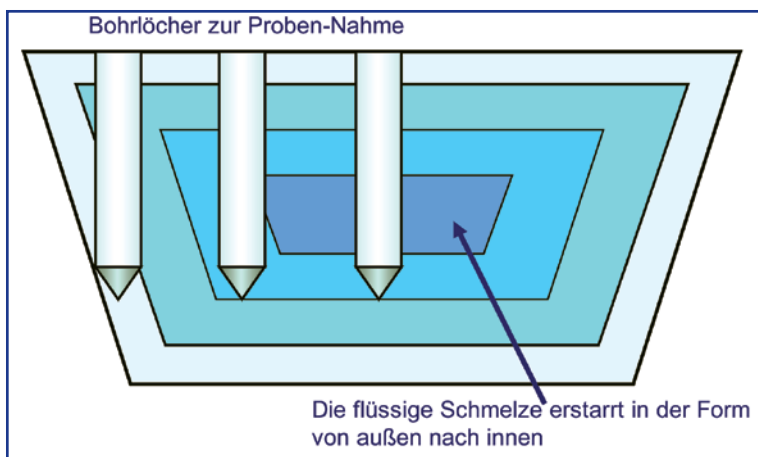 Bohrlöcher zur Proben-Nahme
Die flüssige Schmelze erstarrt in der Form
von außen nach innen